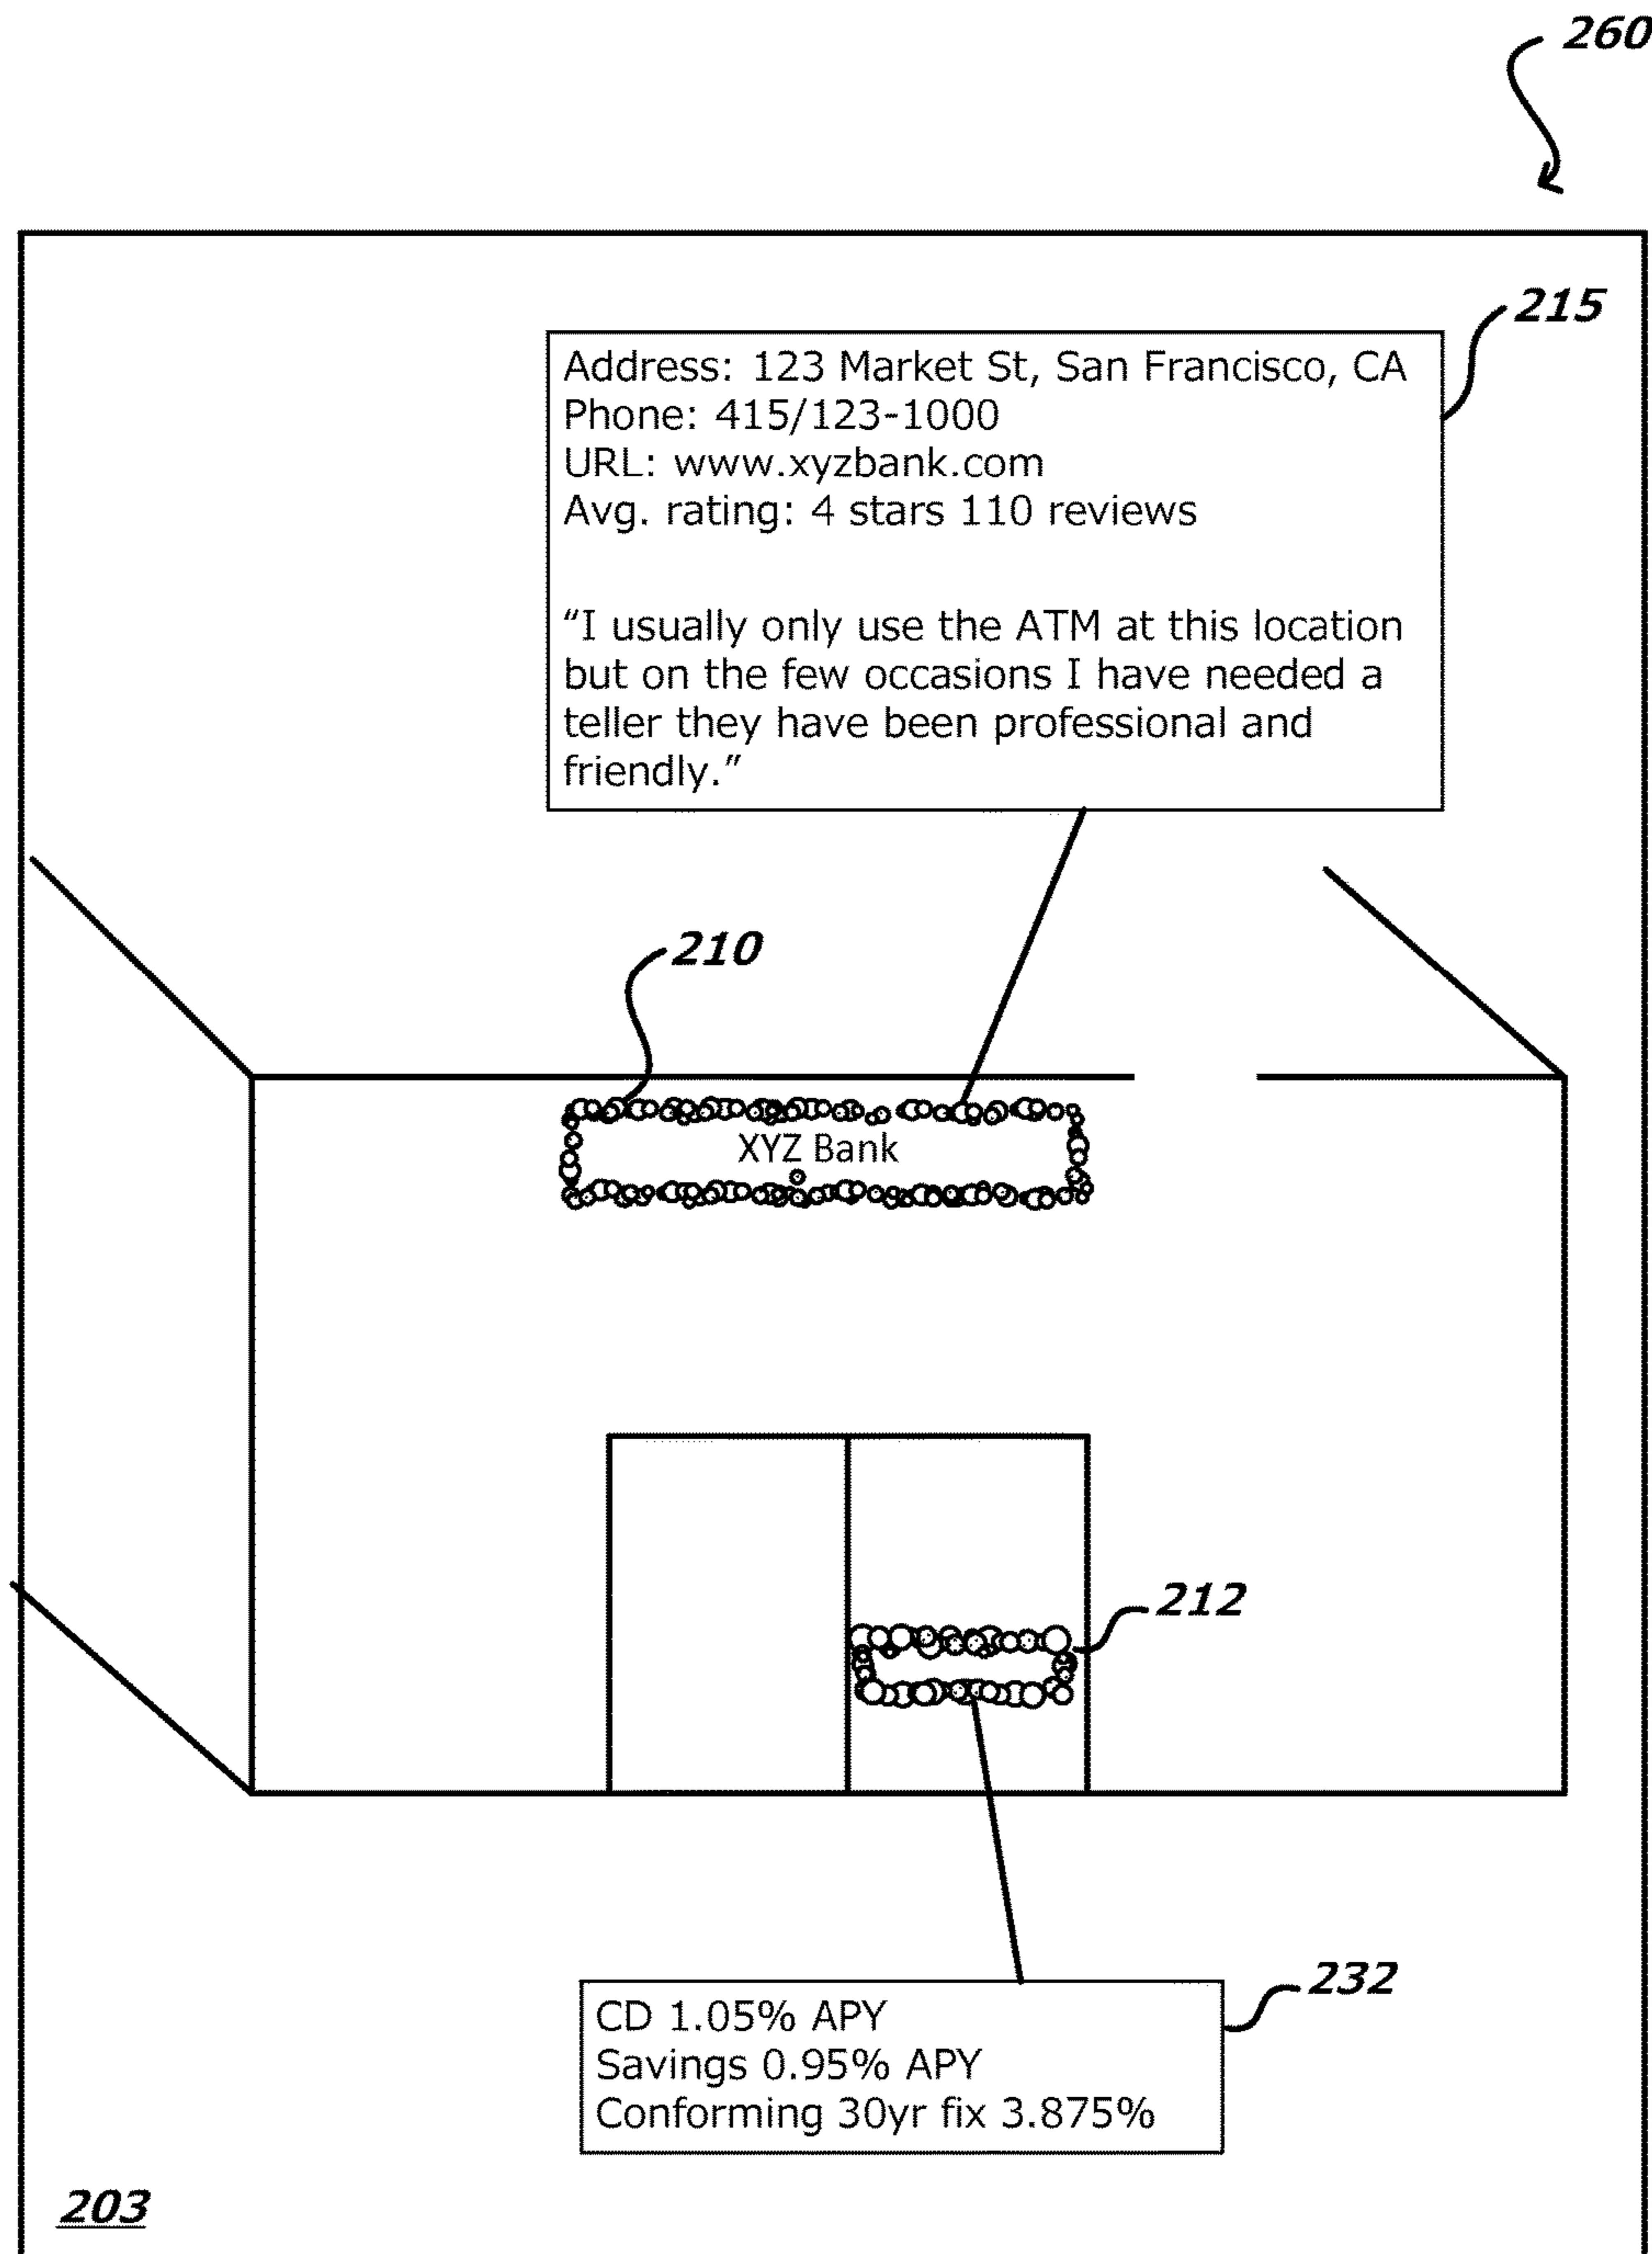 260
215
Address: 123 Market St, San Francisco, CA
Phone: 415/123-1000
URL: www.xyzbank.com
Avg. rating: 4 stars 110 reviews
“I usually only use the ATM at this location
but on the few occasions I have needed a
teller they have been professional and
friendly.”
210
XYZ Bank
212
232
CD 1.05% APY
Savings 0.95% APY
Conforming 30yr fix 3.875%
203